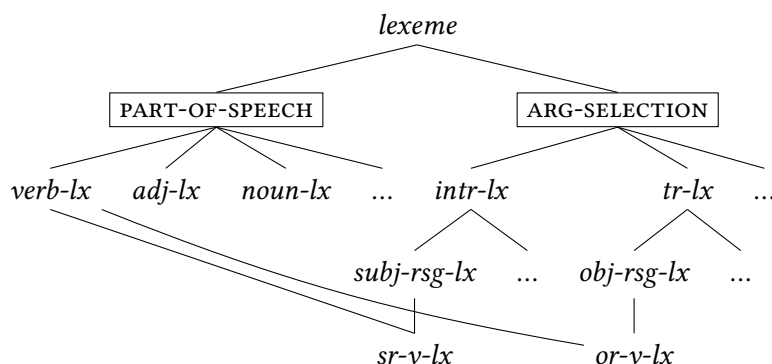 lexeme
PART-OF-SPEECH ARG-SELECTION
verb-lx adj-lx noun-lx ... intr-lx tr-lx ...
subj-rsg-lx ... obj-rsg-lx ...
sr-v-lx or-v-lx